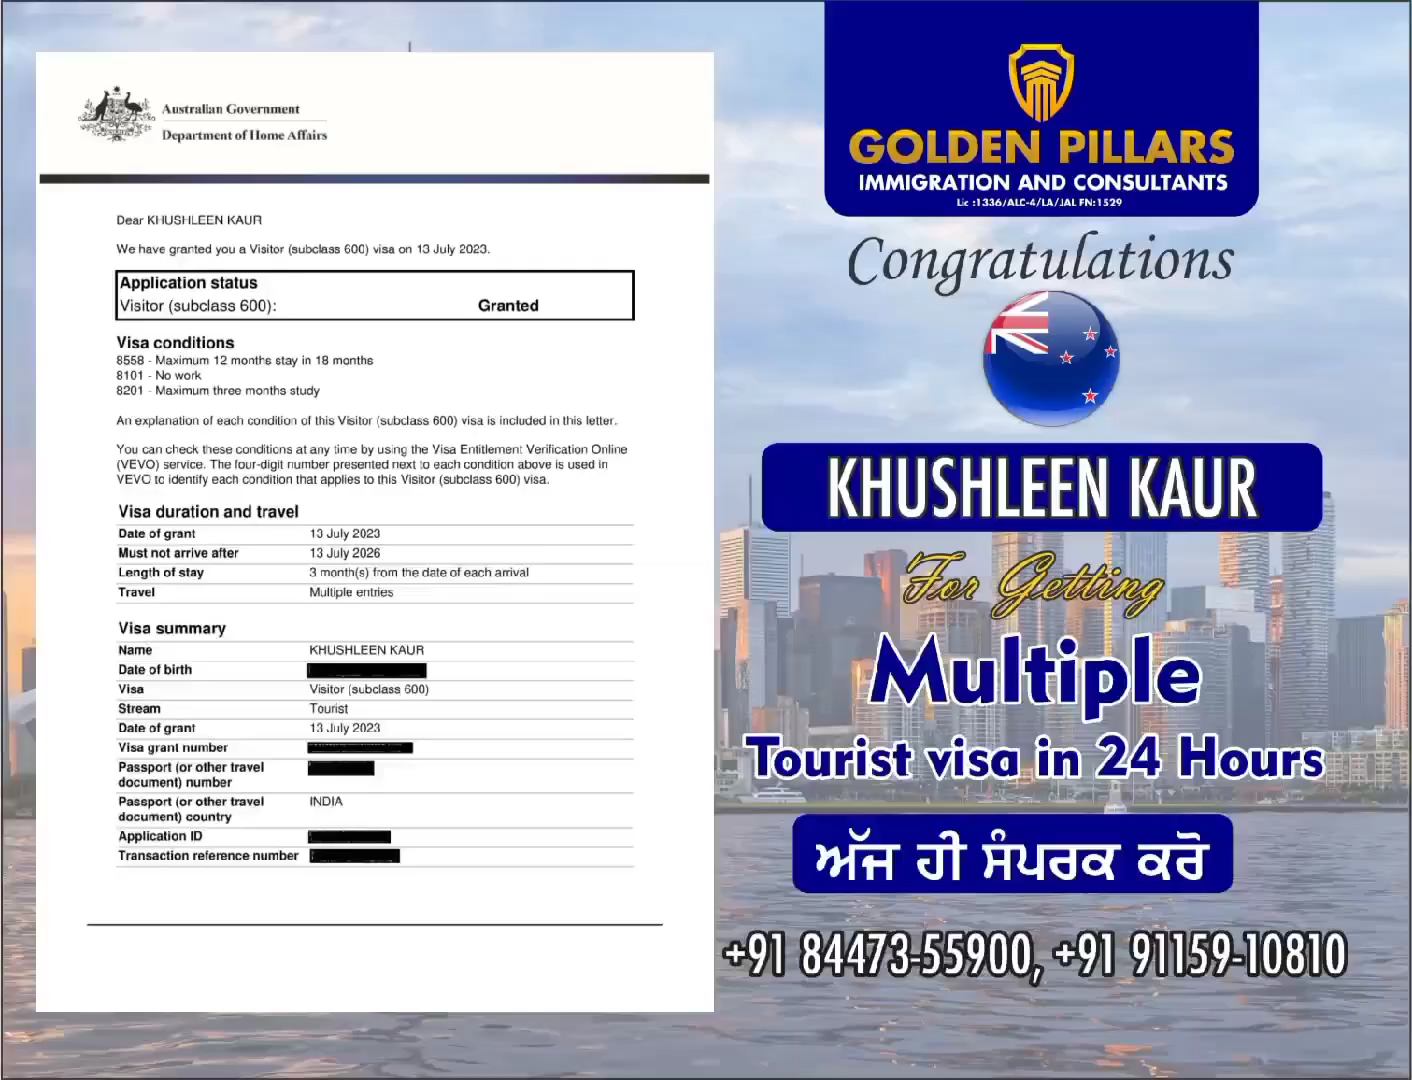 Australian Government
Department of Home Affairs
Dear KHUSHLEEN KAUR
We have granted you a Visitor (subclass 600) visa on 13 July 2023.
Application status
Visitor (subclass 600): Granted
Visa conditions
8558 - Maximum 12 months stay in 18 months
8101 - No work
8201 - Maximum three months study
An explanation of each condition of this Visitor (subclass 600) visa is included in this letter.
You can check these conditions at any time by using the Visa Entitlement Verification Online
(VEVO) service. The four-digit number presented next to each condition above is used in
VEVO to identify each condition that applies to this Visitor (subclass 600) visa.
Visa duration and travel
Date of grant 13 July 2023
Must not arrive after 13 July 2026
Length of stay 3 month(s) from the date of each arrival
Travel Multiple entries
Visa summary
Name KHUSHLEEN KAUR
Date of birth
Visa Visitor (subclass 600)
Stream Tourist
Date of grant 13 July 2023
Visa grant number
Passport (or other travel
document) number
Passport (or other travel INDIA
document) country
Application ID
Transaction reference number
GOLDEN PILLARS
IMMIGRATION AND CONSULTANTS
Lic :1336/ALC-4/LA/JAL FN:1529
Congratulations
KHUSHLEEN KAUR
For Getting
Multiple
Tourist visa in 24 Hours
ਅੱਜ ਹੀ ਸੰਪਰਕ ਕਰੋ
+91 84473-55900, +91 91159-10810